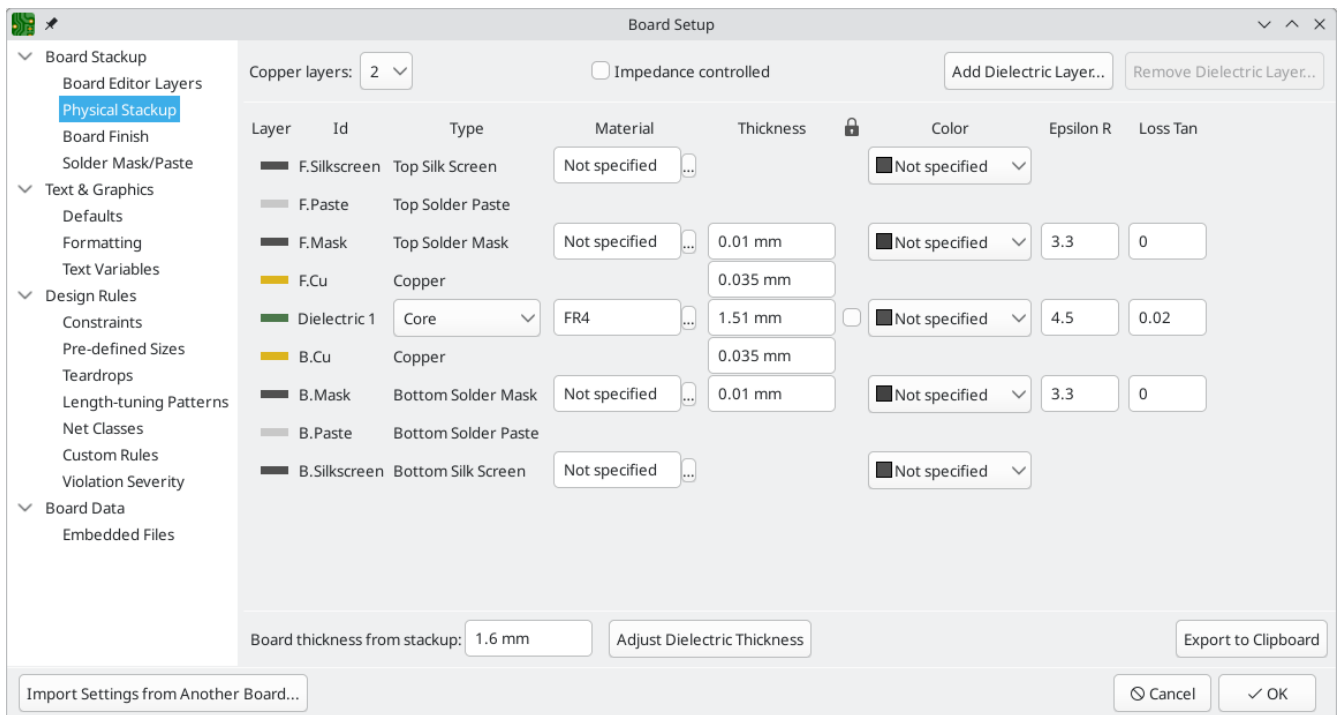 Board Setup
Board Stackup
Board Editor Layers
Physical Stackup
Board Finish
Solder Mask/Paste
Text & Graphics
Defaults
Formatting
Text Variables
Design Rules
Constraints
Pre-defined Sizes
Teardrops
Length-tuning Patterns
Net Classes
Custom Rules
Violation Severity
Board Data
Embedded Files
Copper layers: 2 Impedance controlled Add Dielectric Layer... Remove Dielectric Layer...
Layer Id Type Material Thickness Color Epsilon R Loss Tan
F.Silkscreen Top Silk Screen Not specified ... Not specified
F.Paste Top Solder Paste
F.Mask Top Solder Mask Not specified ... 0.01 mm Not specified 3.3 0
F.Cu Copper 0.035 mm
Dielectric 1 Core FR4 ... 1.51 mm Not specified 4.5 0.02
B.Cu Copper 0.035 mm
B.Mask Bottom Solder Mask Not specified ... 0.01 mm Not specified 3.3 0
B.Paste Bottom Solder Paste
B.Silkscreen Bottom Silk Screen Not specified ... Not specified
Board thickness from stackup: 1.6 mm Adjust Dielectric Thickness Export to Clipboard
Import Settings from Another Board... Cancel OK